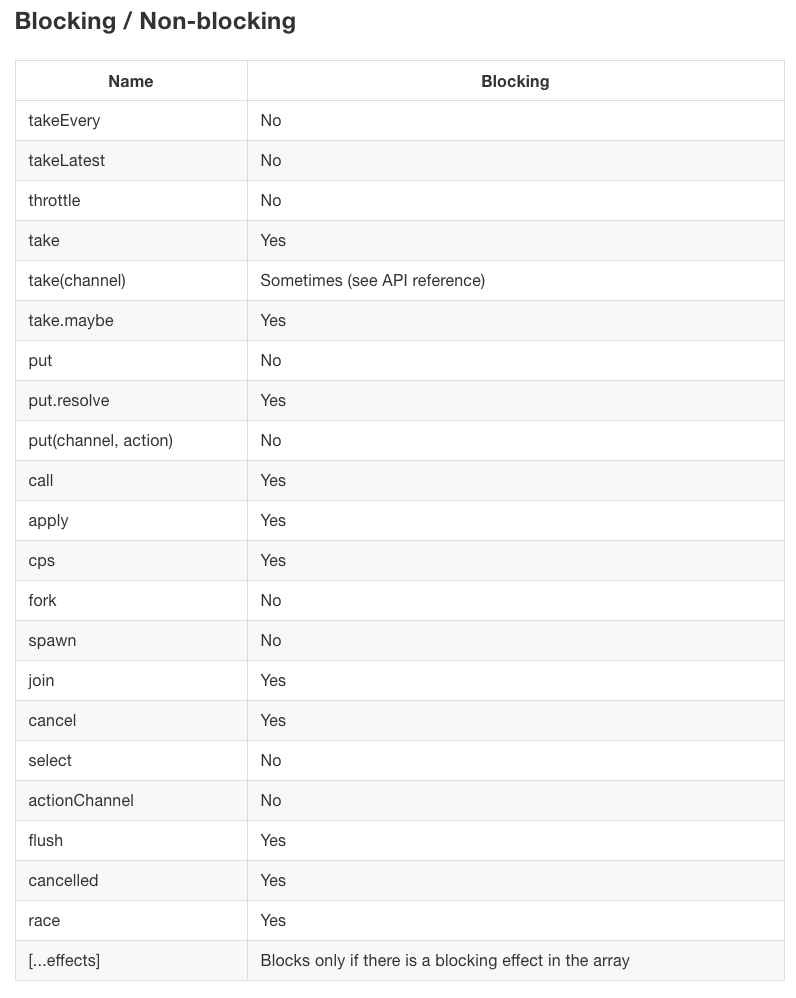 Blocking / Non-blocking
Name Blocking
takeEvery No
takeLatest No
throttle No
take Yes
take(channel) Sometimes (see API reference)
take.maybe Yes
put No
put.resolve Yes
put(channel, action) No
call Yes
apply Yes
cps Yes
fork No
spawn No
join Yes
cancel Yes
select No
actionChannel No
flush Yes
cancelled Yes
race Yes
[...effects] Blocks only if there is a blocking effect in the array